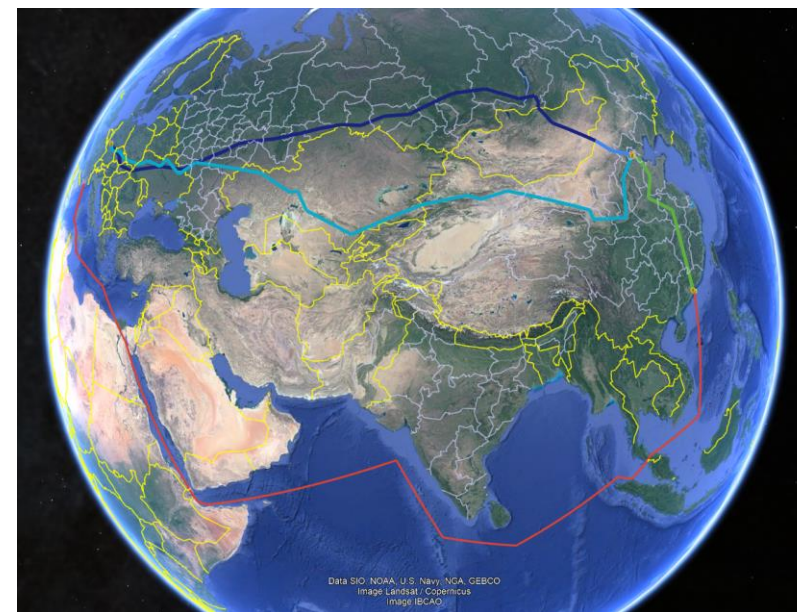 Data SIO, NOAA, U.S. Navy, NGA, GEBCO
Image Landsat / Copernicus
Image IBCAO